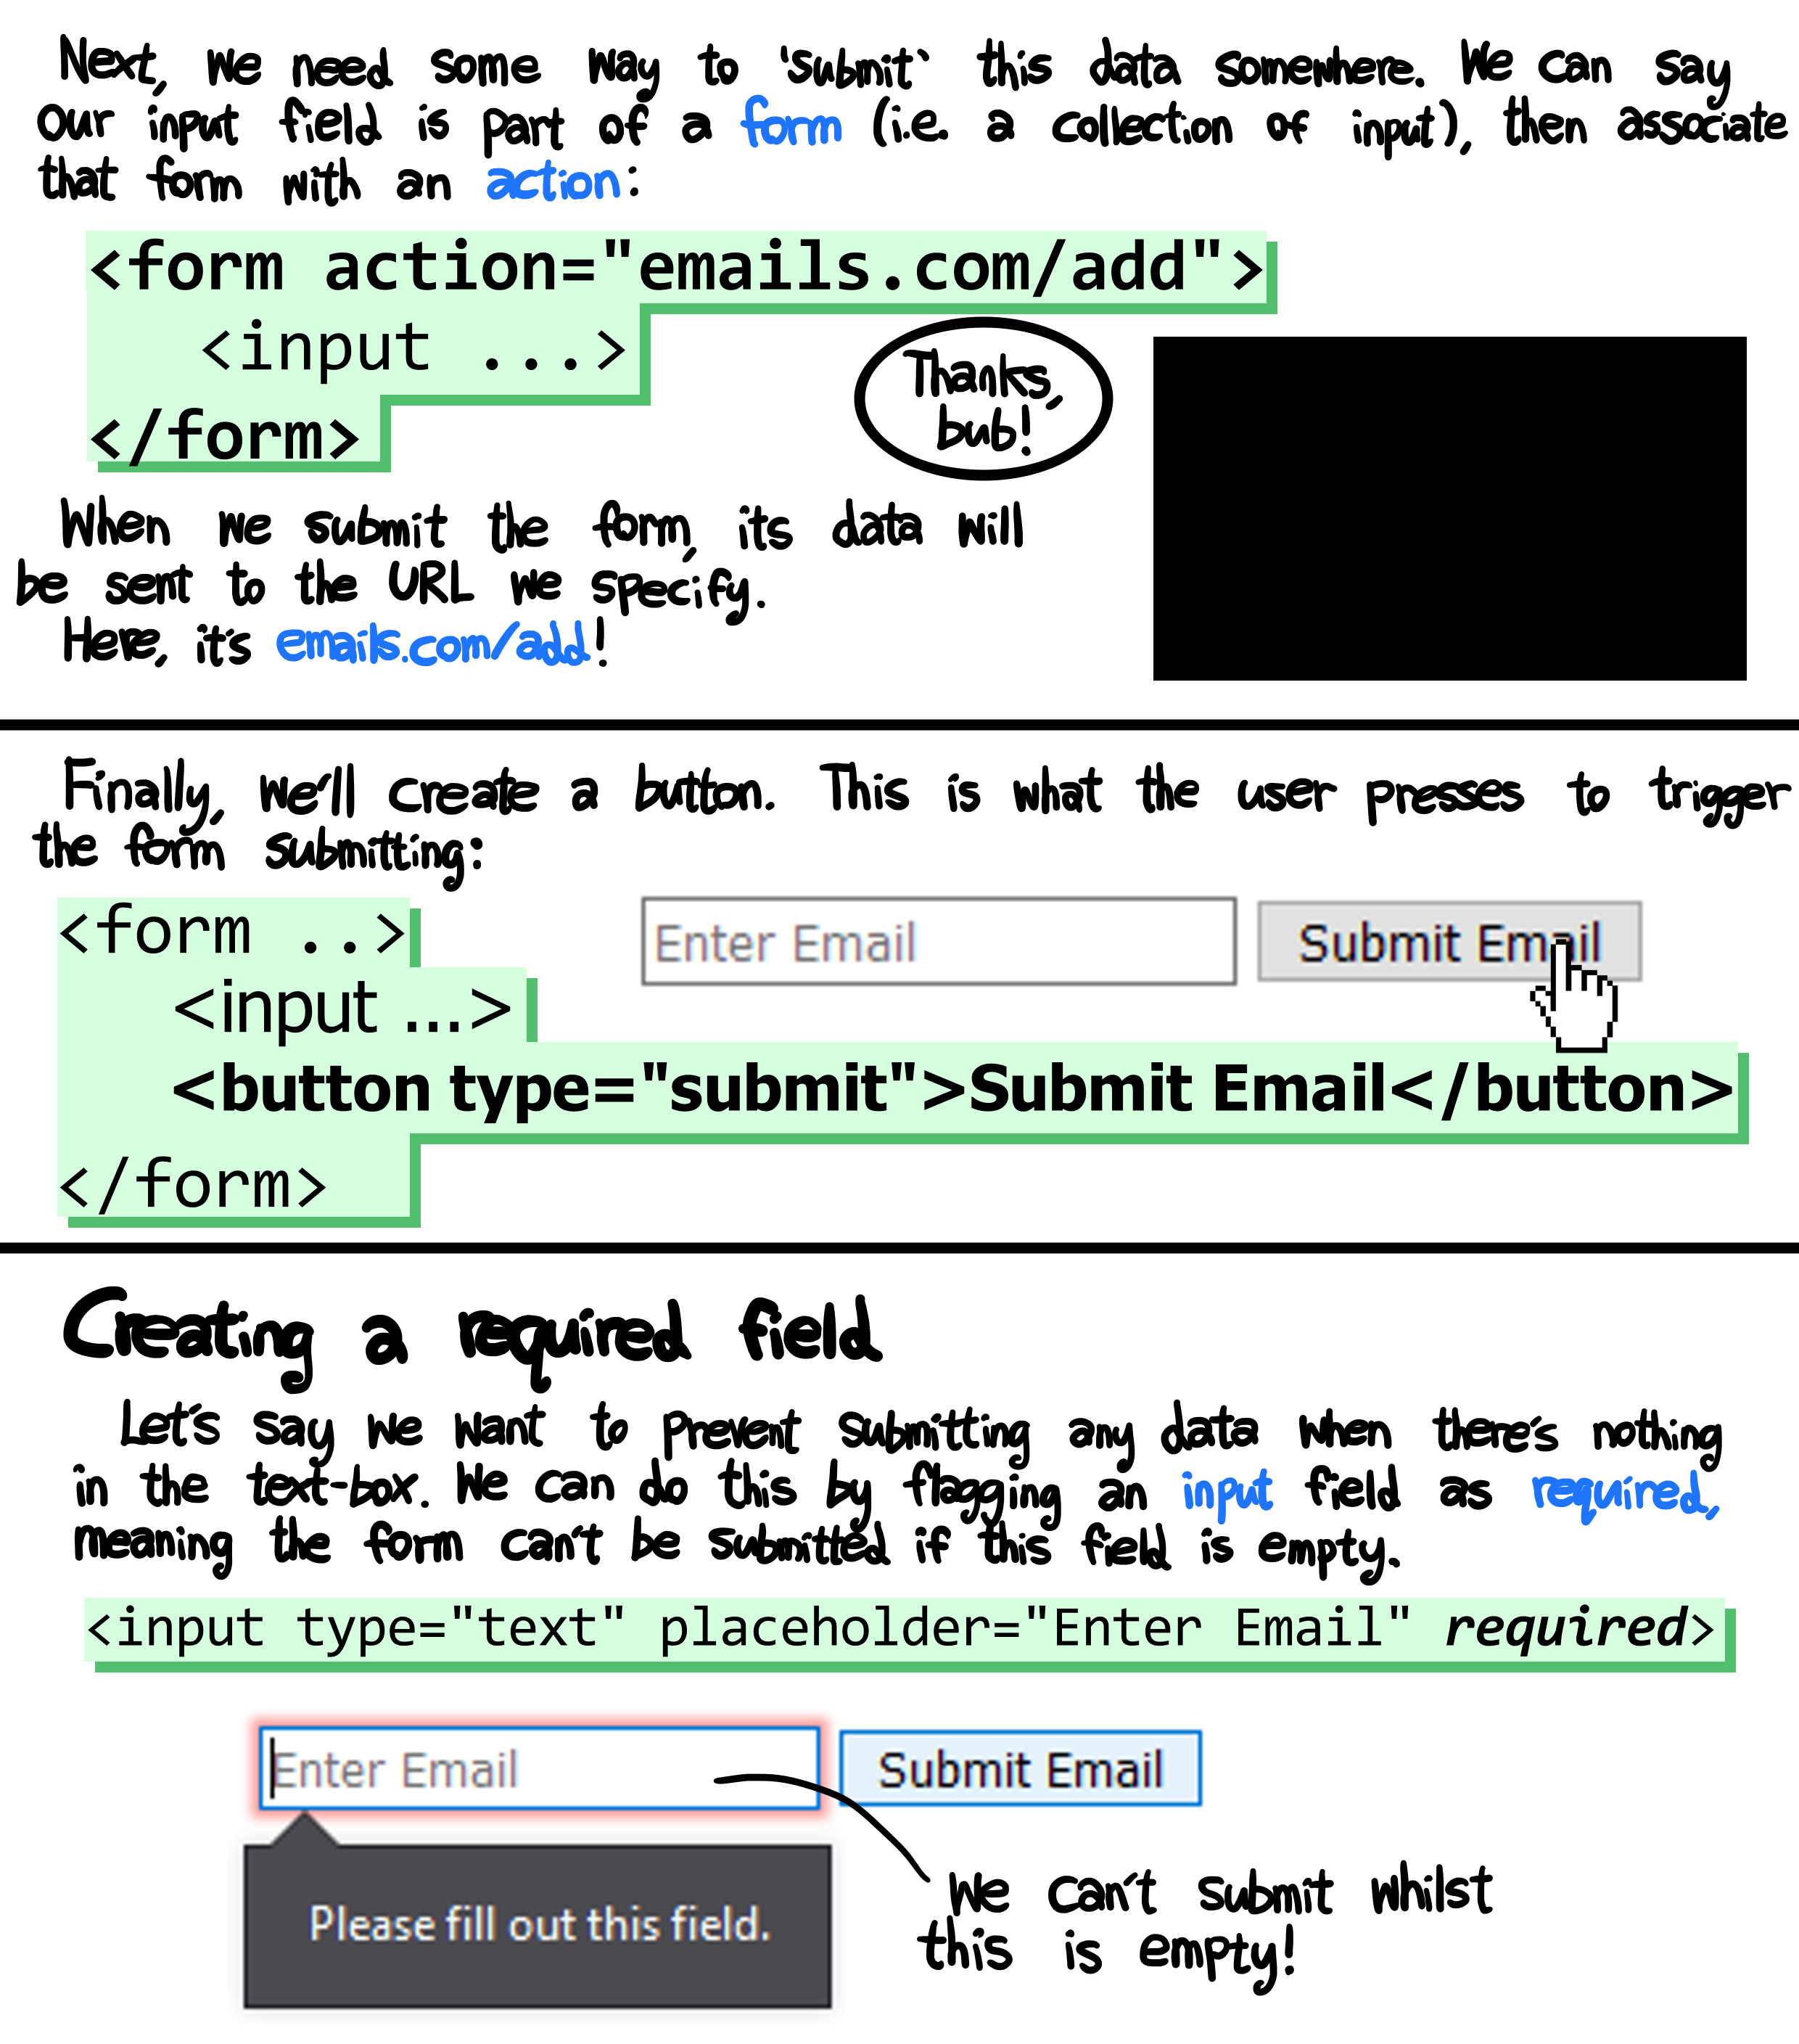 Next, we need some way to 'submit` this data somewhere. We can say
our input field is part of a form (i.e. a collection of input), then associate
that form with an action:
<form action="emails.com/add">
<input ...>
</form>
Thanks,
bub!
When we submit the form, its data will
be sent to the URL we specify.
Here, it's emails.com/add!
Finally, we'll create a button. This is what the user presses to trigger
the form submitting:
<form ..>
Enter Email
Submit Email
<input ...>
<button type="submit">Submit Email</button>
</form>
Creating a required field
Let's say we want to prevent submitting any data when there's nothing
in the text-box. We can do this by flagging an input field as required,
meaning the form can't be submitted if this field is empty.
<input type="text" placeholder="Enter Email" required>
Enter Email
Submit Email
Please fill out this field.
We can't submit whilst
this is empty!